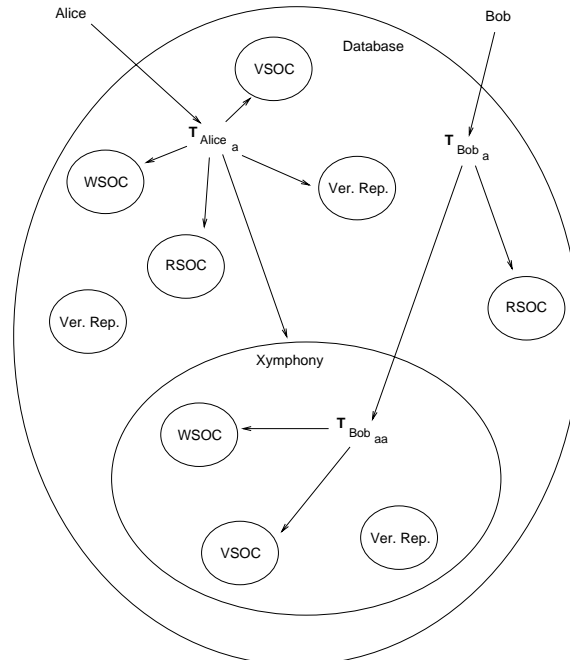 Alice
Bob
Database
VSOC
T Alice a
T Bob a
WSOC
Ver. Rep.
RSOC
RSOC
Ver. Rep.
Xymphony
WSOC
T Bob aa
VSOC
Ver. Rep.